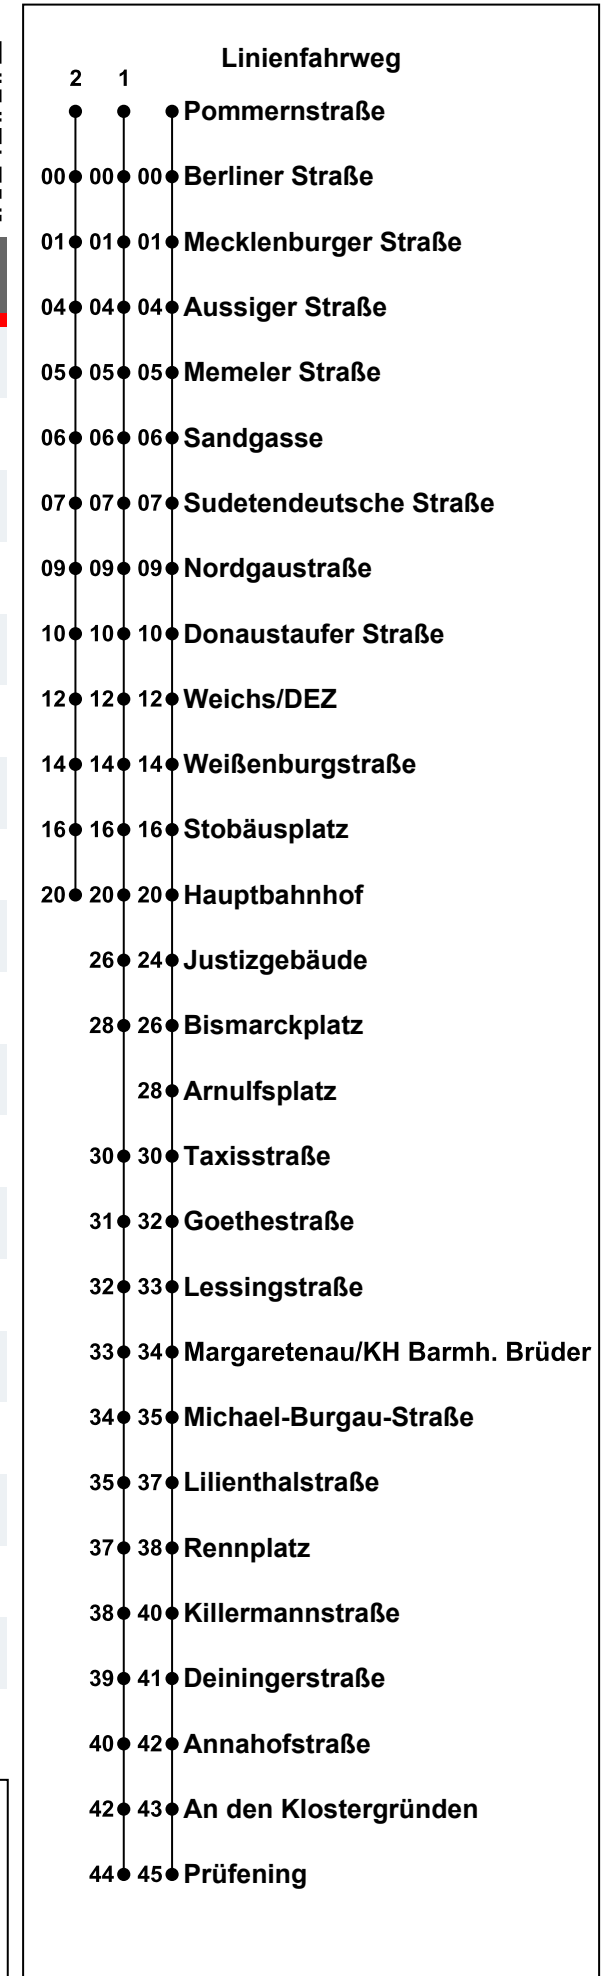 Linienfahrweg
2 1
Pommernstraße
00 00 00 Berliner Straße
01 01 01 Mecklenburger Straße
04 04 04 Aussiger Straße
05 05 05 Memeler Straße
06 06 06 Sandgasse
07 07 07 Sudetendeutsche Straße
09 09 09 Nordgaustraße
10 10 10 Donaustaufer Straße
12 12 12 Weichs/DEZ
14 14 14 Weißenburgstraße
16 16 16 Stobäusplatz
20 20 20 Hauptbahnhof
26 24 Justizgebäude
28 26 Bismarckplatz
28 Arnulfsplatz
30 30 Taxisstraße
31 32 Goethestraße
32 33 Lessingstraße
33 34 Margaretenau/KH Barmh. Brüder
34 35 Michael-Burgau-Straße
35 37 Lilienthalstraße
37 38 Rennplatz
38 40 Killermannstraße
39 41 Deiningerstraße
40 42 Annahofstraße
42 43 An den Klostergründen
44 45 Prüfening